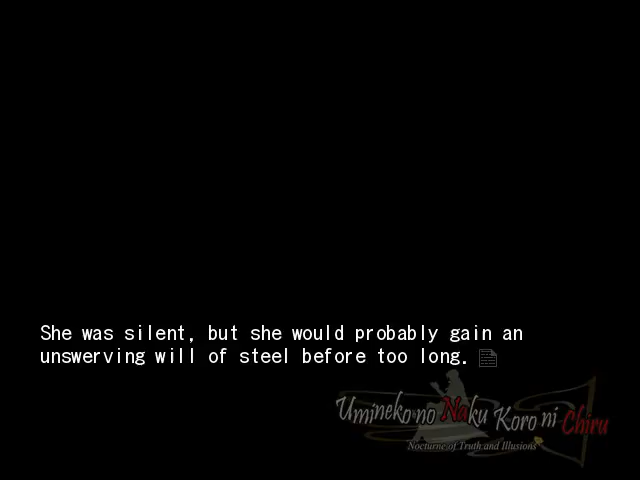 She was silent, but she would probably gain an
unswerving will of steel before too long.
Umineko no Naku Koro ni Chiru
Nocturne of Truth and Illusions